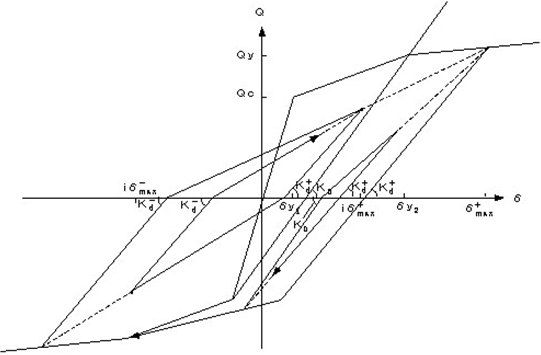 Q
Qy
Qc
iδ⁻max
K⁻d K⁻d
K⁺d K₀ K⁺d K⁺d
δy₁ iδ⁺max δy₂ δ⁺max δ
K₀